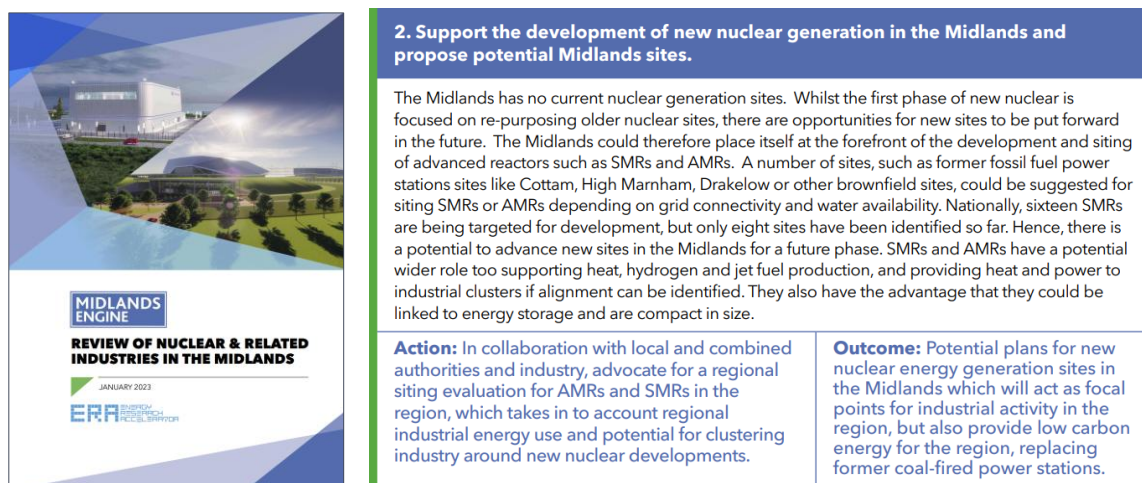 MIDLANDS
ENGINE
REVIEW OF NUCLEAR & RELATED
INDUSTRIES IN THE MIDLANDS
JANUARY 2023
ERA ENERGY
RESEARCH
ACCELERATOR
2. Support the development of new nuclear generation in the Midlands and
propose potential Midlands sites.
The Midlands has no current nuclear generation sites. Whilst the first phase of new nuclear is
focused on re-purposing older nuclear sites, there are opportunities for new sites to be put forward
in the future. The Midlands could therefore place itself at the forefront of the development and siting
of advanced reactors such as SMRs and AMRs. A number of sites, such as former fossil fuel power
stations sites like Cottam, High Marnham, Drakelow or other brownfield sites, could be suggested for
siting SMRs or AMRs depending on grid connectivity and water availability. Nationally, sixteen SMRs
are being targeted for development, but only eight sites have been identified so far. Hence, there is
a potential to advance new sites in the Midlands for a future phase. SMRs and AMRs have a potential
wider role too supporting heat, hydrogen and jet fuel production, and providing heat and power to
industrial clusters if alignment can be identified. They also have the advantage that they could be
linked to energy storage and are compact in size.
Action: In collaboration with local and combined
authorities and industry, advocate for a regional
siting evaluation for AMRs and SMRs in the
region, which takes in to account regional
industrial energy use and potential for clustering
industry around new nuclear developments.
Outcome: Potential plans for new
nuclear energy generation sites in
the Midlands which will act as focal
points for industrial activity in the
region, but also provide low carbon
energy for the region, replacing
former coal-fired power stations.